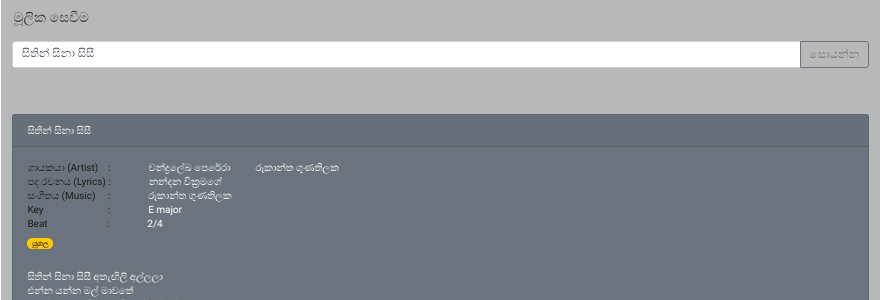 මූලික සෙවීම
සිතින් සිනා සිසී සොයන්න
සිතින් සිනා සිසී
ගායකයා (Artist) : චන්ද්‍රලේඛ පෙරේරා රුකාන්ත ගුණතිලක
පද රචනය (Lyrics) : නන්දන වික්‍රමගේ
සංගීතය (Music) : රුකාන්ත ගුණතිලක
Key : E major
Beat : 2/4
යුගල
සිතින් සිනා සිසී අතැඟිලී අල්ලලා
එන්න යන්න මල් මාවතේ